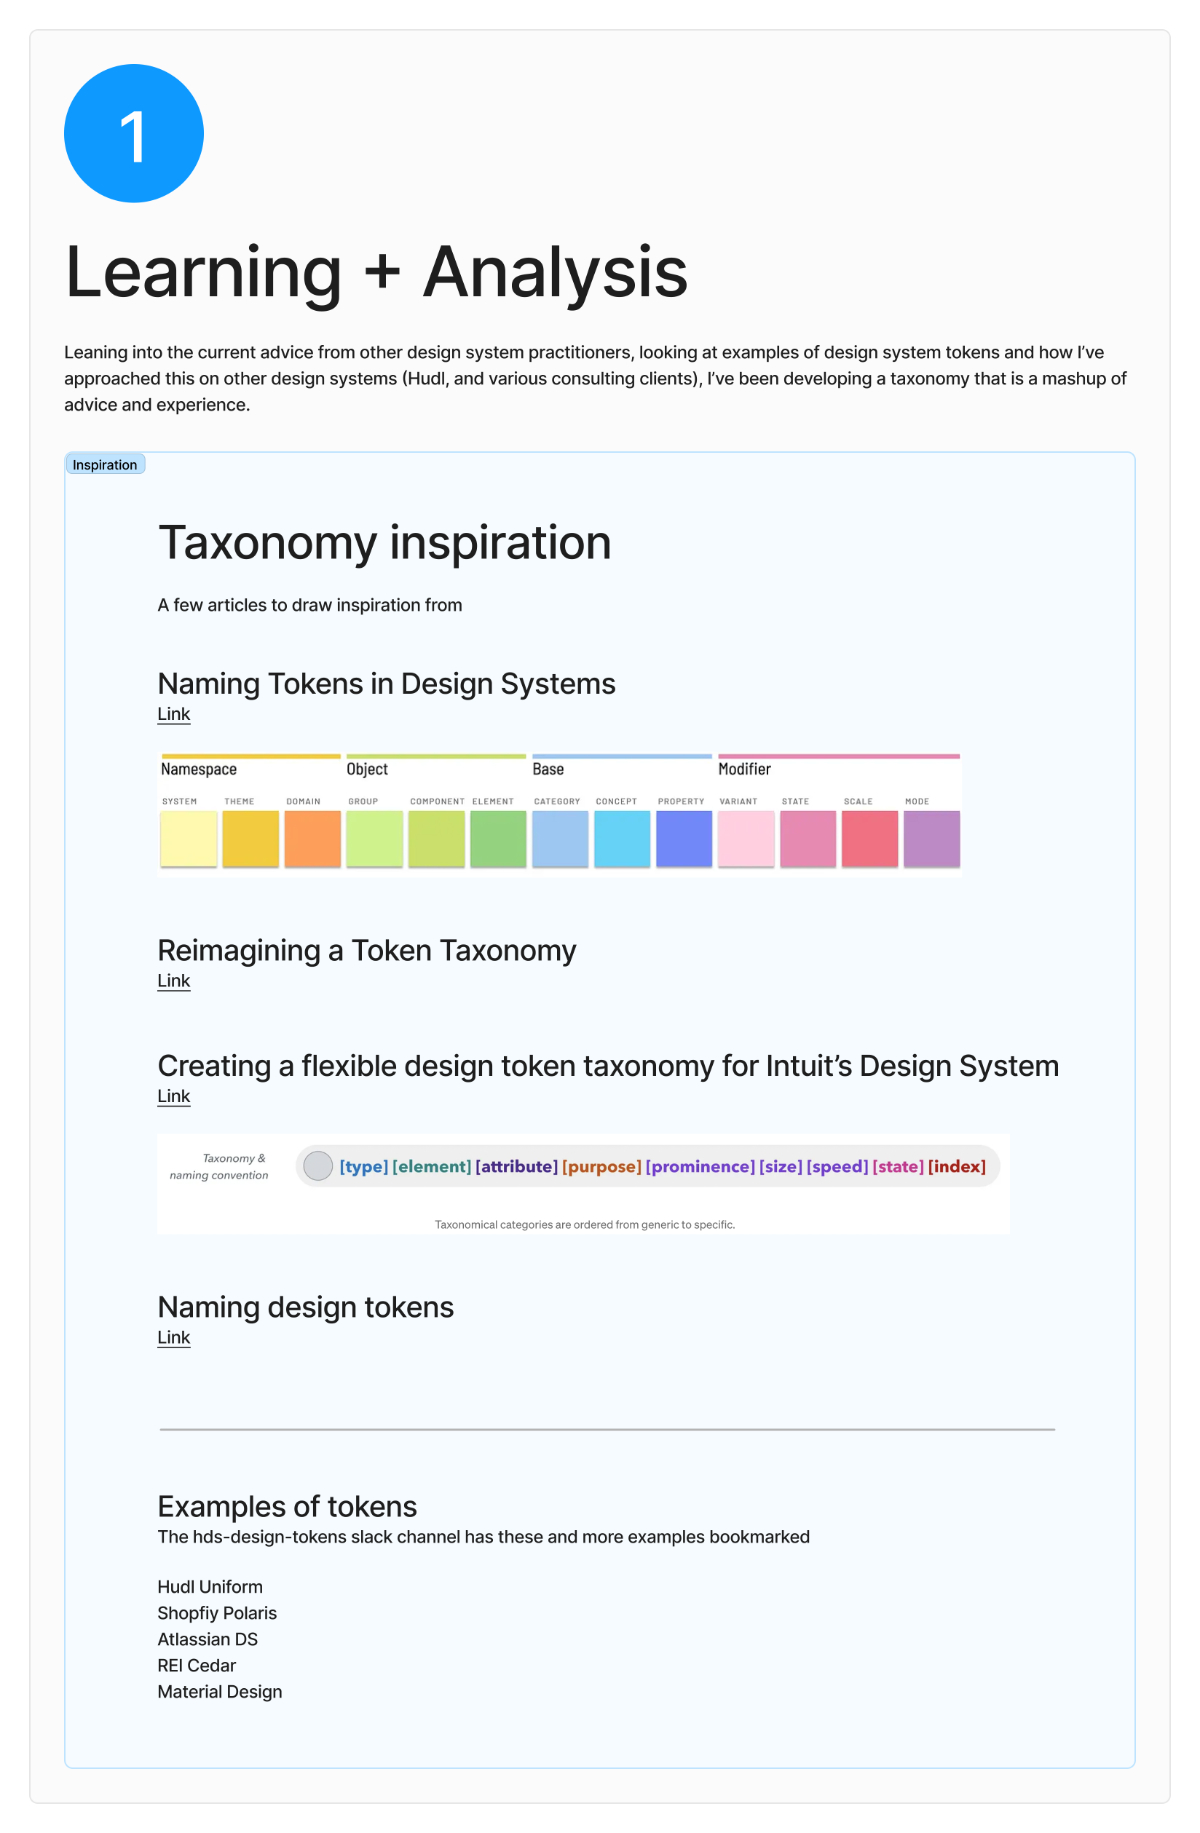 1
Learning + Analysis
Leaning into the current advice from other design system practitioners, looking at examples of design system tokens and how I’ve
approached this on other design systems (Hudl, and various consulting clients), I’ve been developing a taxonomy that is a mashup of
advice and experience.
Inspiration
Taxonomy inspiration
A few articles to draw inspiration from
Naming Tokens in Design Systems
Link
Namespace Object Base Modifier
SYSTEM THEME DOMAIN GROUP COMPONENT ELEMENT CATEGORY CONCEPT PROPERTY VARIANT STATE SCALE MODE
Reimagining a Token Taxonomy
Link
Creating a flexible design token taxonomy for Intuit’s Design System
Link
Taxonomy &
naming convention
[type] [element] [attribute] [purpose] [prominence] [size] [speed] [state] [index]
Taxonomical categories are ordered from generic to specific.
Naming design tokens
Link
Examples of tokens
The hds-design-tokens slack channel has these and more examples bookmarked
Hudl Uniform
Shopfiy Polaris
Atlassian DS
REI Cedar
Material Design